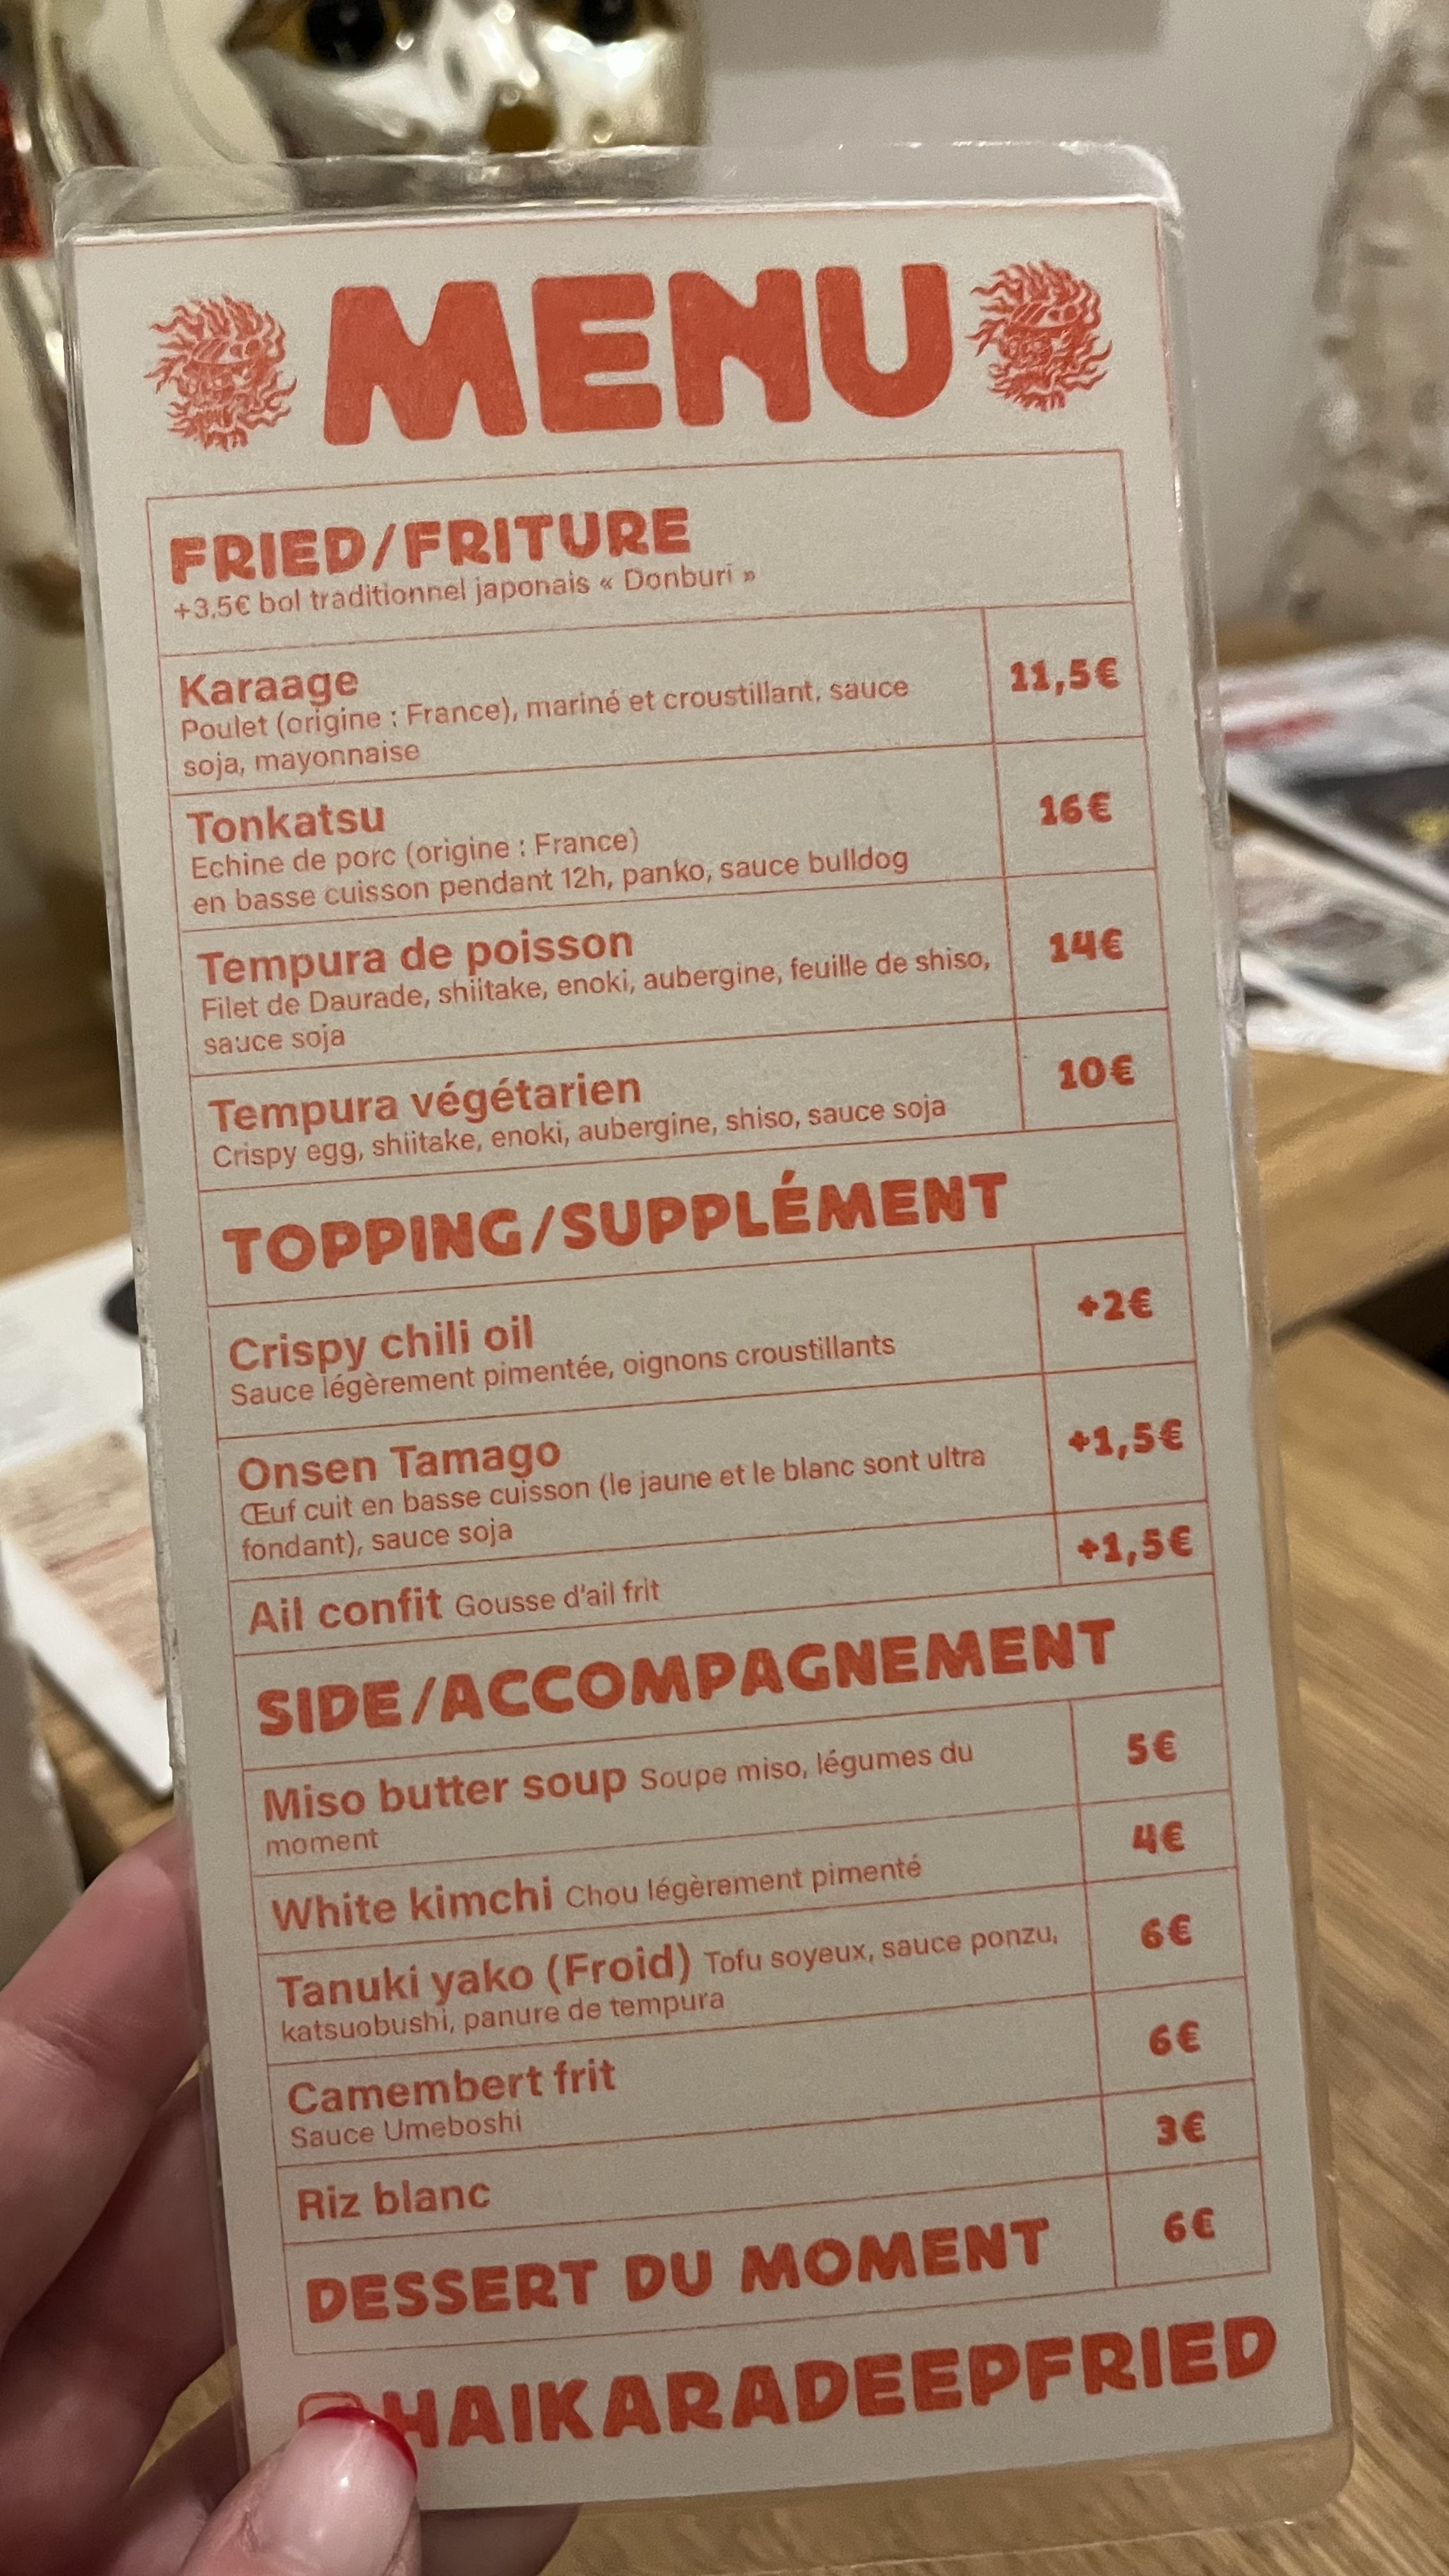 MENU
FRIED/FRITURE
+3,5€ bol traditionnel japonais « Donburi »
Karaage
Poulet (origine : France), mariné et croustillant, sauce
soja, mayonnaise
11,5€
Tonkatsu
Echine de porc (origine : France)
en basse cuisson pendant 12h, panko, sauce bulldog
16€
Tempura de poisson
Filet de Daurade, shiitake, enoki, aubergine, feuille de shiso,
sauce soja
14€
Tempura végétarien
Crispy egg, shiitake, enoki, aubergine, shiso, sauce soja
10€
TOPPING/SUPPLÉMENT
Crispy chili oil
Sauce légèrement pimentée, oignons croustillants
+2€
Onsen Tamago
Œuf cuit en basse cuisson (le jaune et le blanc sont ultra
fondant), sauce soja
+1,5€
Ail confit Gousse d'ail frit
+1,5€
SIDE/ACCOMPAGNEMENT
Miso butter soup Soupe miso, légumes du
moment
5€
White kimchi Chou légèrement pimenté
4€
Tanuki yako (Froid) Tofu soyeux, sauce ponzu,
katsuobushi, panure de tempura
6€
Camembert frit
Sauce Umeboshi
6€
Riz blanc
3€
DESSERT DU MOMENT
6€
HAIKARADEEPFRIED